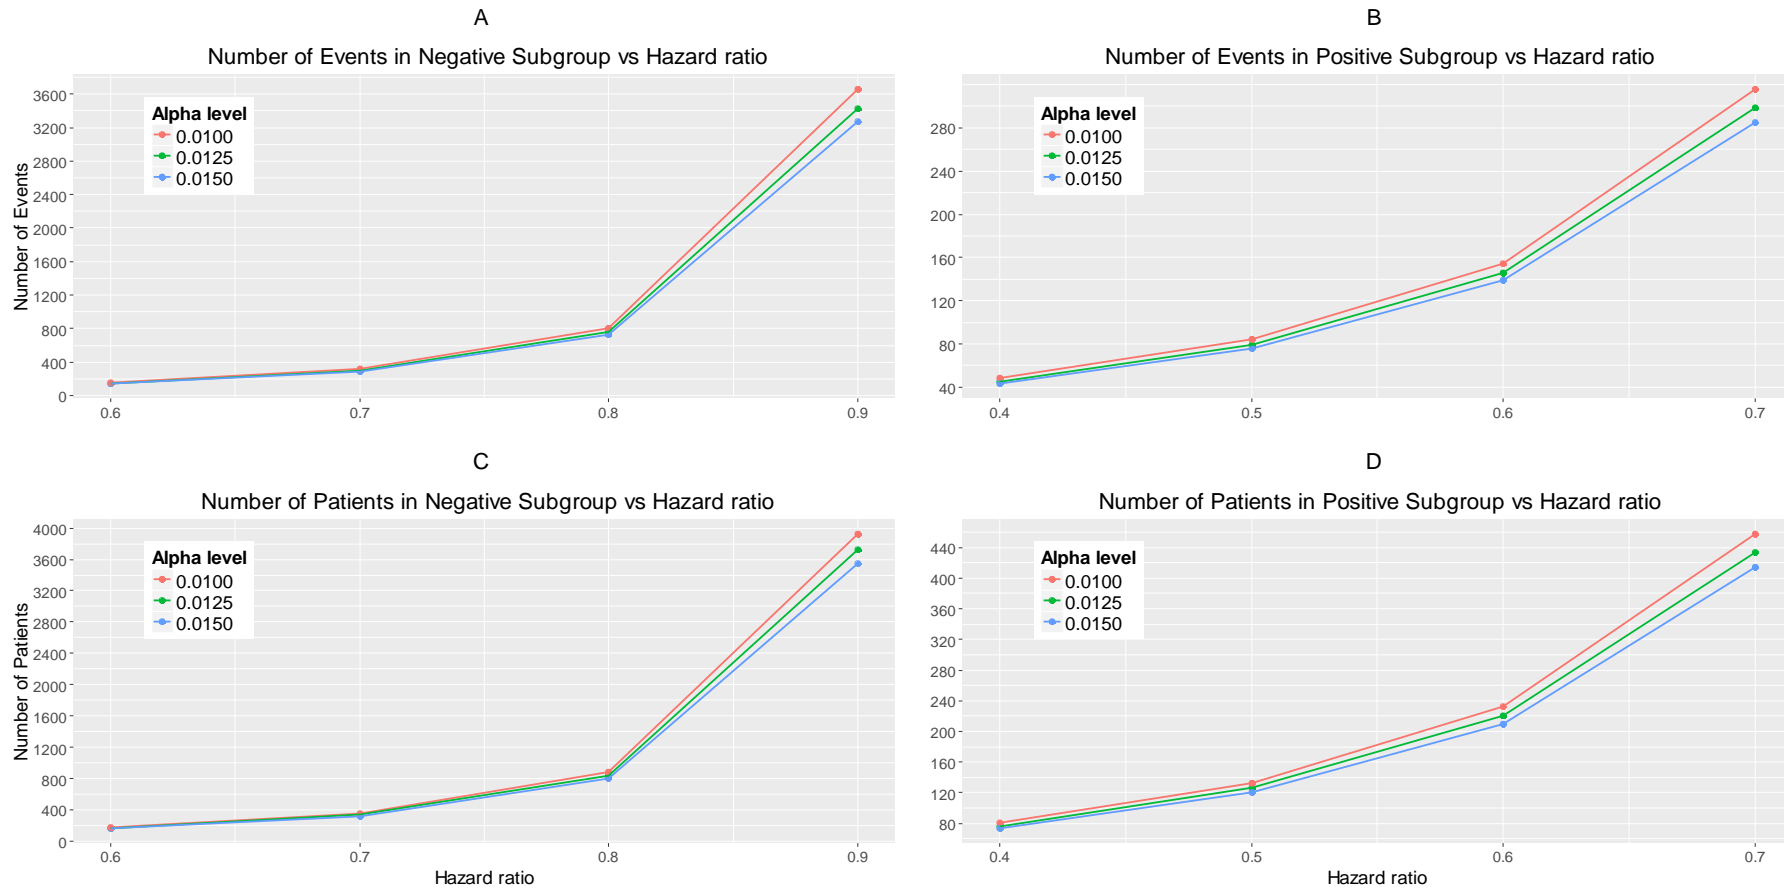 A
Number of Events in Negative Subgroup vs Hazard ratio
Number of Events
3600
3200
2800
2400
2000
1600
1200
800
400
0
Alpha level
0.0100
0.0125
0.0150
0.6 0.7 0.8 0.9
B
Number of Events in Positive Subgroup vs Hazard ratio
280
240
200
160
120
80
40
Alpha level
0.0100
0.0125
0.0150
0.4 0.5 0.6 0.7
C
Number of Patients in Negative Subgroup vs Hazard ratio
Number of Patients
4000
3600
3200
2800
2400
2000
1600
1200
800
400
0
Alpha level
0.0100
0.0125
0.0150
0.6 0.7 0.8 0.9
Hazard ratio
D
Number of Patients in Positive Subgroup vs Hazard ratio
440
400
360
320
280
240
200
160
120
80
Alpha level
0.0100
0.0125
0.0150
0.4 0.5 0.6 0.7
Hazard ratio